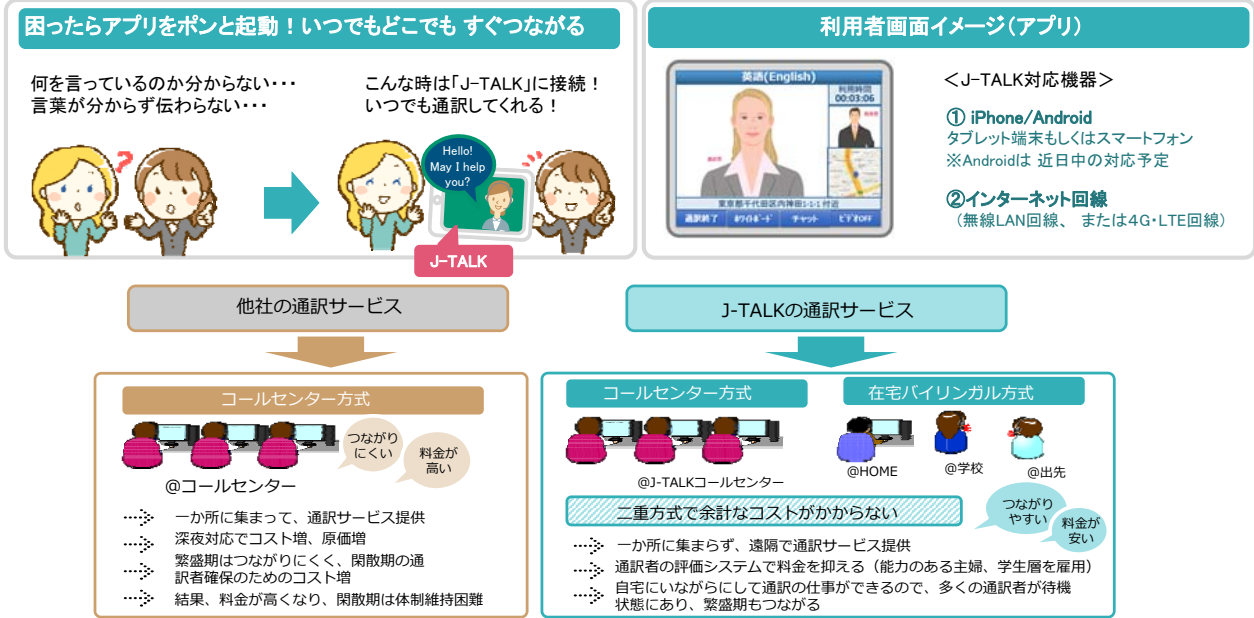 困ったらアプリをポンと起動！いつでもどこでも すぐつながる
何を言っているのか分からない・・・
言葉が分からず伝わらない・・・
こんな時は「J-TALK」に接続！
いつでも通訳してくれる！
?
Hello!
May I help
you?
J-TALK
利用者画面イメージ（アプリ）
英語(English)
利用時間
00:03:06
東京都千代田区内神田1-1-1 付近
通訳終了
ホワイトボード
チャット
ビデオOFF
＜J-TALK対応機器＞
① iPhone/Android
タブレット端末もしくはスマートフォン
※Androidは 近日中の対応予定
②インターネット回線
（無線LAN回線、 または4G・LTE回線）
他社の通訳サービス
コールセンター方式
つながり
にくい
料金が
高い
@コールセンター
一か所に集まって、通訳サービス提供
深夜対応でコスト増、原価増
繁盛期はつながりにくく、閑散期の通
訳者確保のためのコスト増
結果、料金が高くなり、閑散期は体制維持困難
J-TALKの通訳サービス
コールセンター方式
在宅バイリンガル方式
@J-TALKコールセンター
@HOME
@学校
@出先
二重方式で余計なコストがかからない
つながり
やすい
料金が
安い
一か所に集まらず、遠隔で通訳サービス提供
通訳者の評価システムで料金を抑える（能力のある主婦、学生層を雇用）
自宅にいながらにして通訳の仕事ができるので、多くの通訳者が待機
状態にあり、繁盛期もつながる